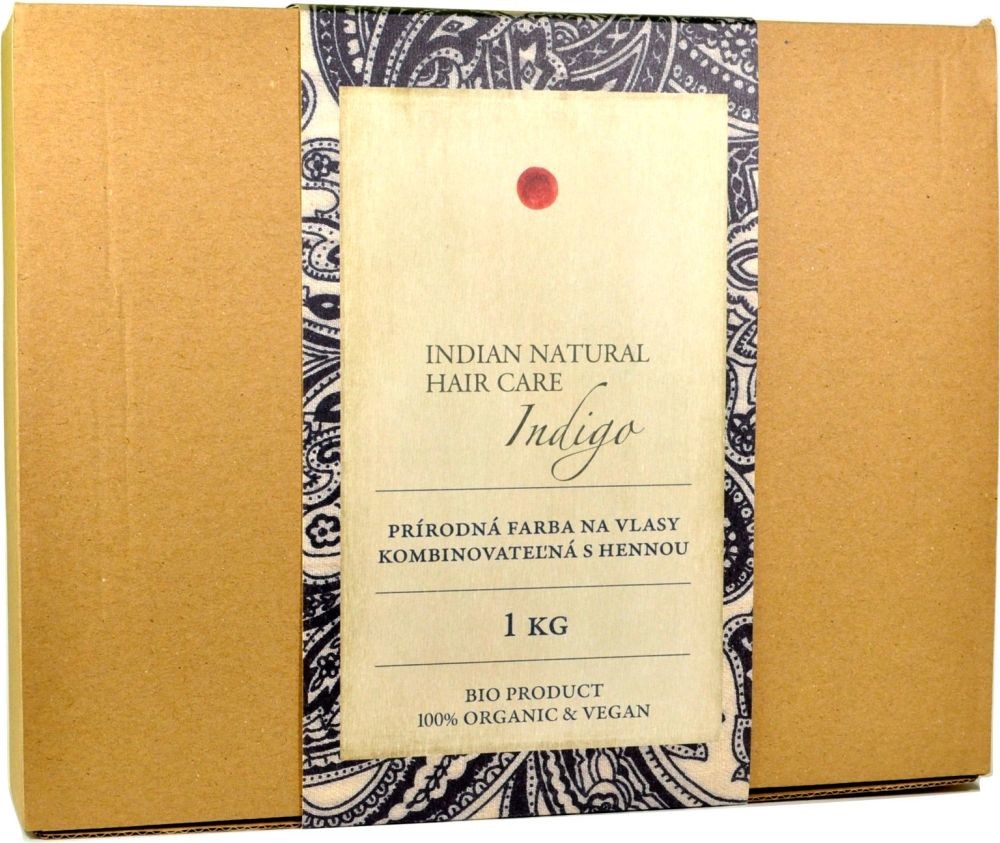 INDIAN NATURAL
HAIR CARE
Indigo
PRÍRODNÁ FARBA NA VLASY
KOMBINOVATEĽNÁ S HENNOU
1 KG
BIO PRODUCT
100% ORGANIC & VEGAN